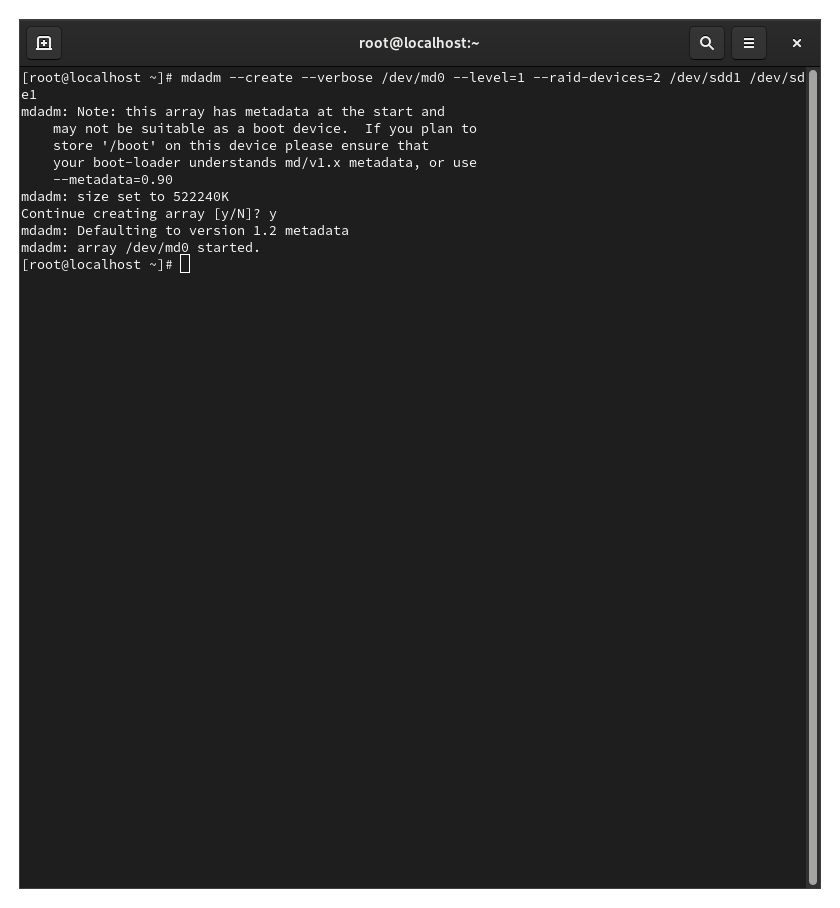 root@localhost:~
[root@localhost ~]# mdadm --create --verbose /dev/md0 --level=1 --raid-devices=2 /dev/sdd1 /dev/sd
e1
mdadm: Note: this array has metadata at the start and
    may not be suitable as a boot device.  If you plan to
    store '/boot' on this device please ensure that
    your boot-loader understands md/v1.x metadata, or use
    --metadata=0.90
mdadm: size set to 522240K
Continue creating array [y/N]? y
mdadm: Defaulting to version 1.2 metadata
mdadm: array /dev/md0 started.
[root@localhost ~]#